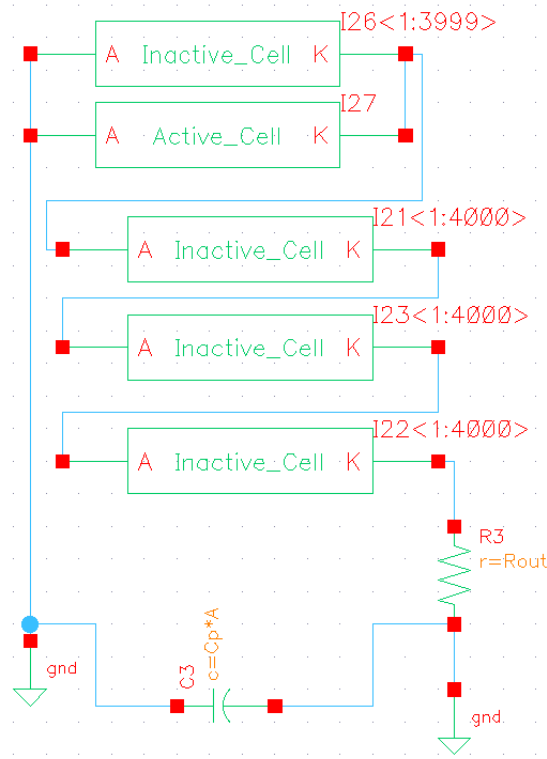 I26<1:3999>
A Inactive_Cell K
I27
A Active_Cell K
I21<1:4000>
A Inactive_Cell K
I23<1:4000>
A Inactive_Cell K
I22<1:4000>
A Inactive_Cell K
R3
r=Rout
C3
c=Cp*A
gnd
gnd